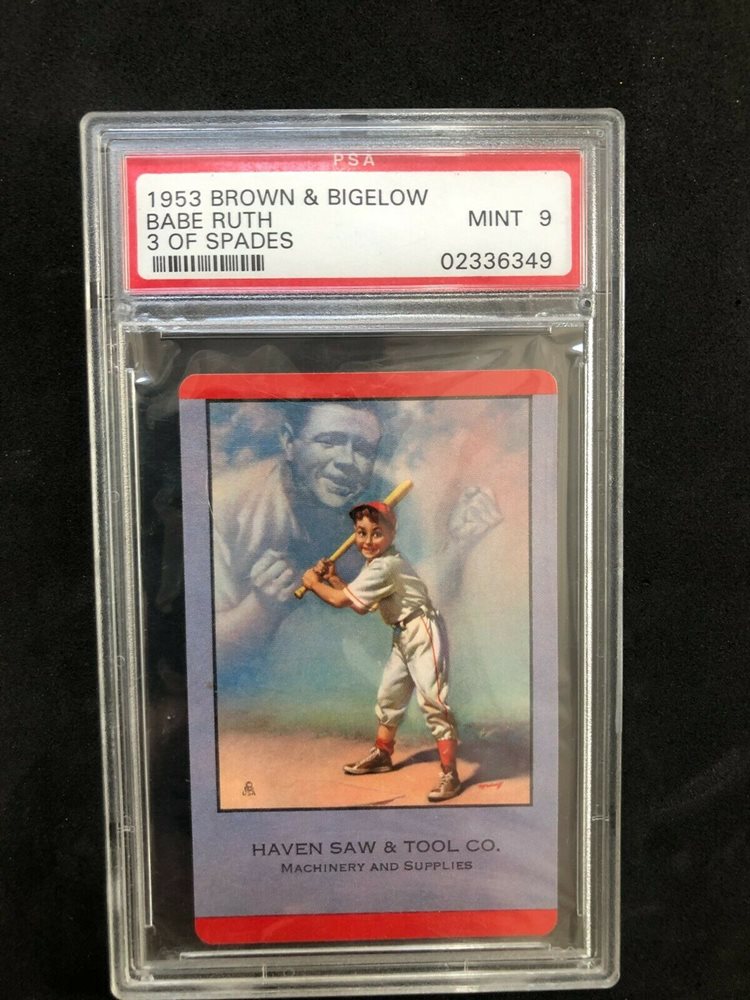 PSA
1953 BROWN & BIGELOW
BABE RUTH MINT 9
3 OF SPADES
02336349
USA
HAVEN SAW & TOOL CO.
MACHINERY AND SUPPLIES